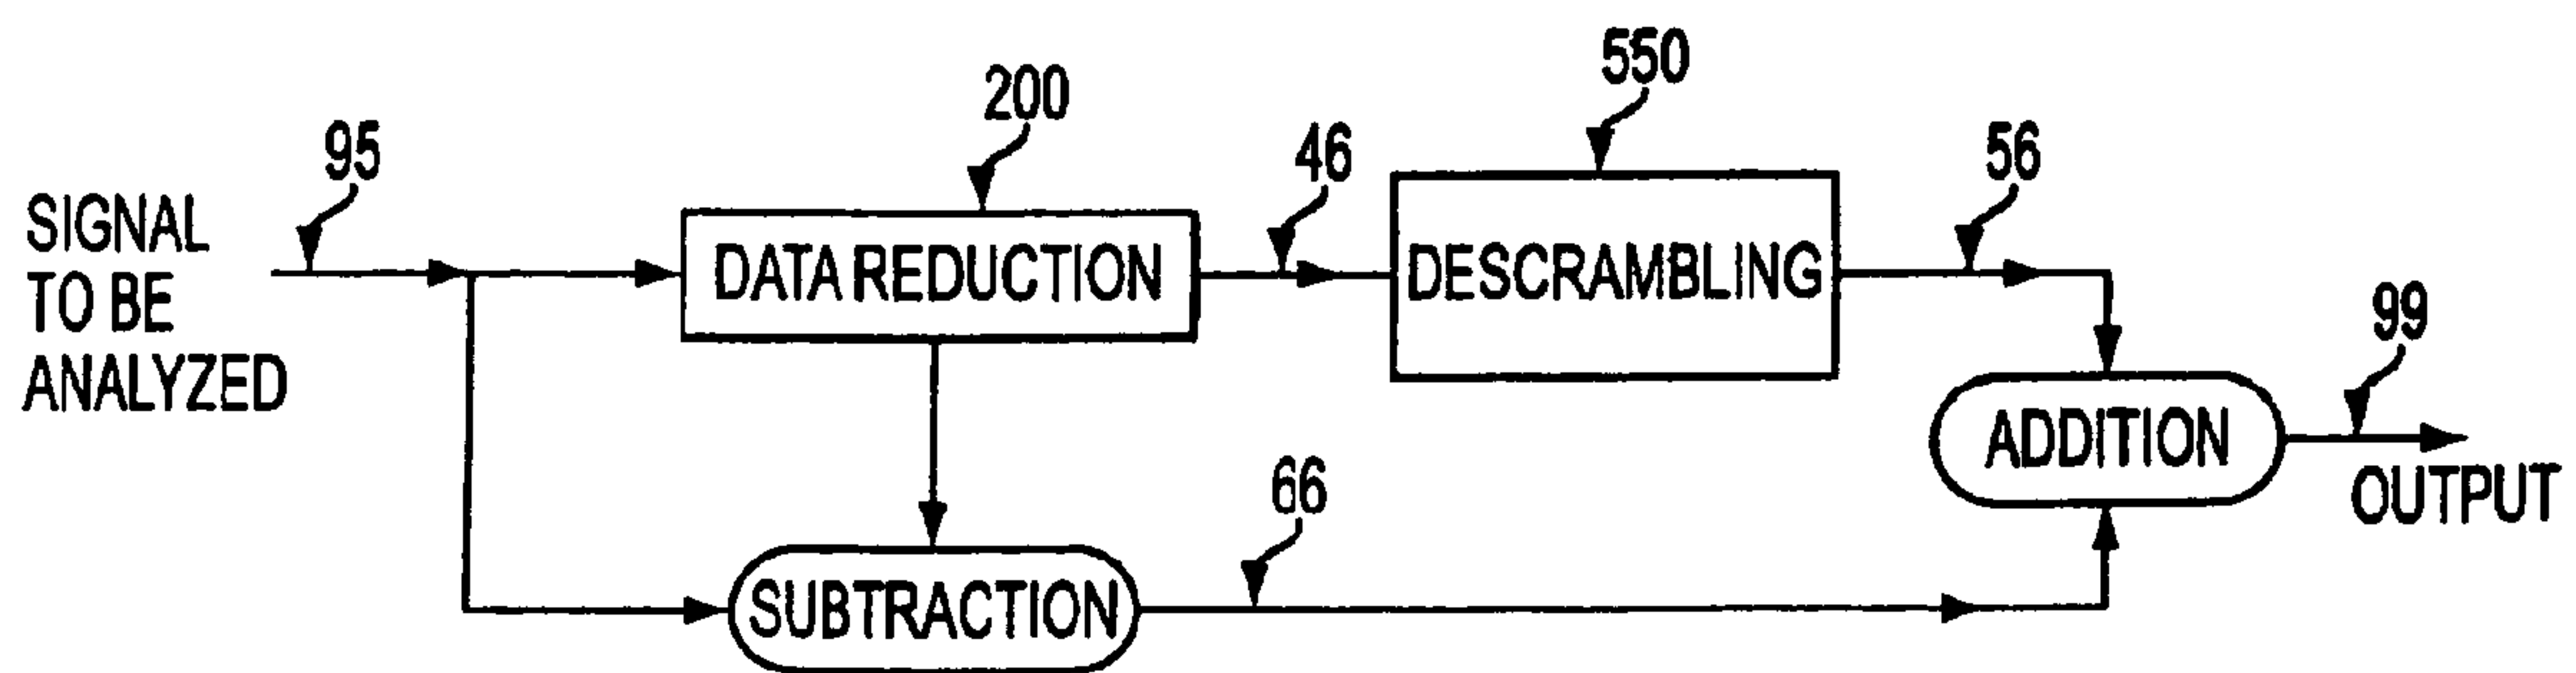 550
200
95
46
56
SIGNAL
TO BE
ANALYZED
DATA REDUCTION
DESCRAMBLING
99
ADDITION
OUTPUT
66
SUBTRACTION